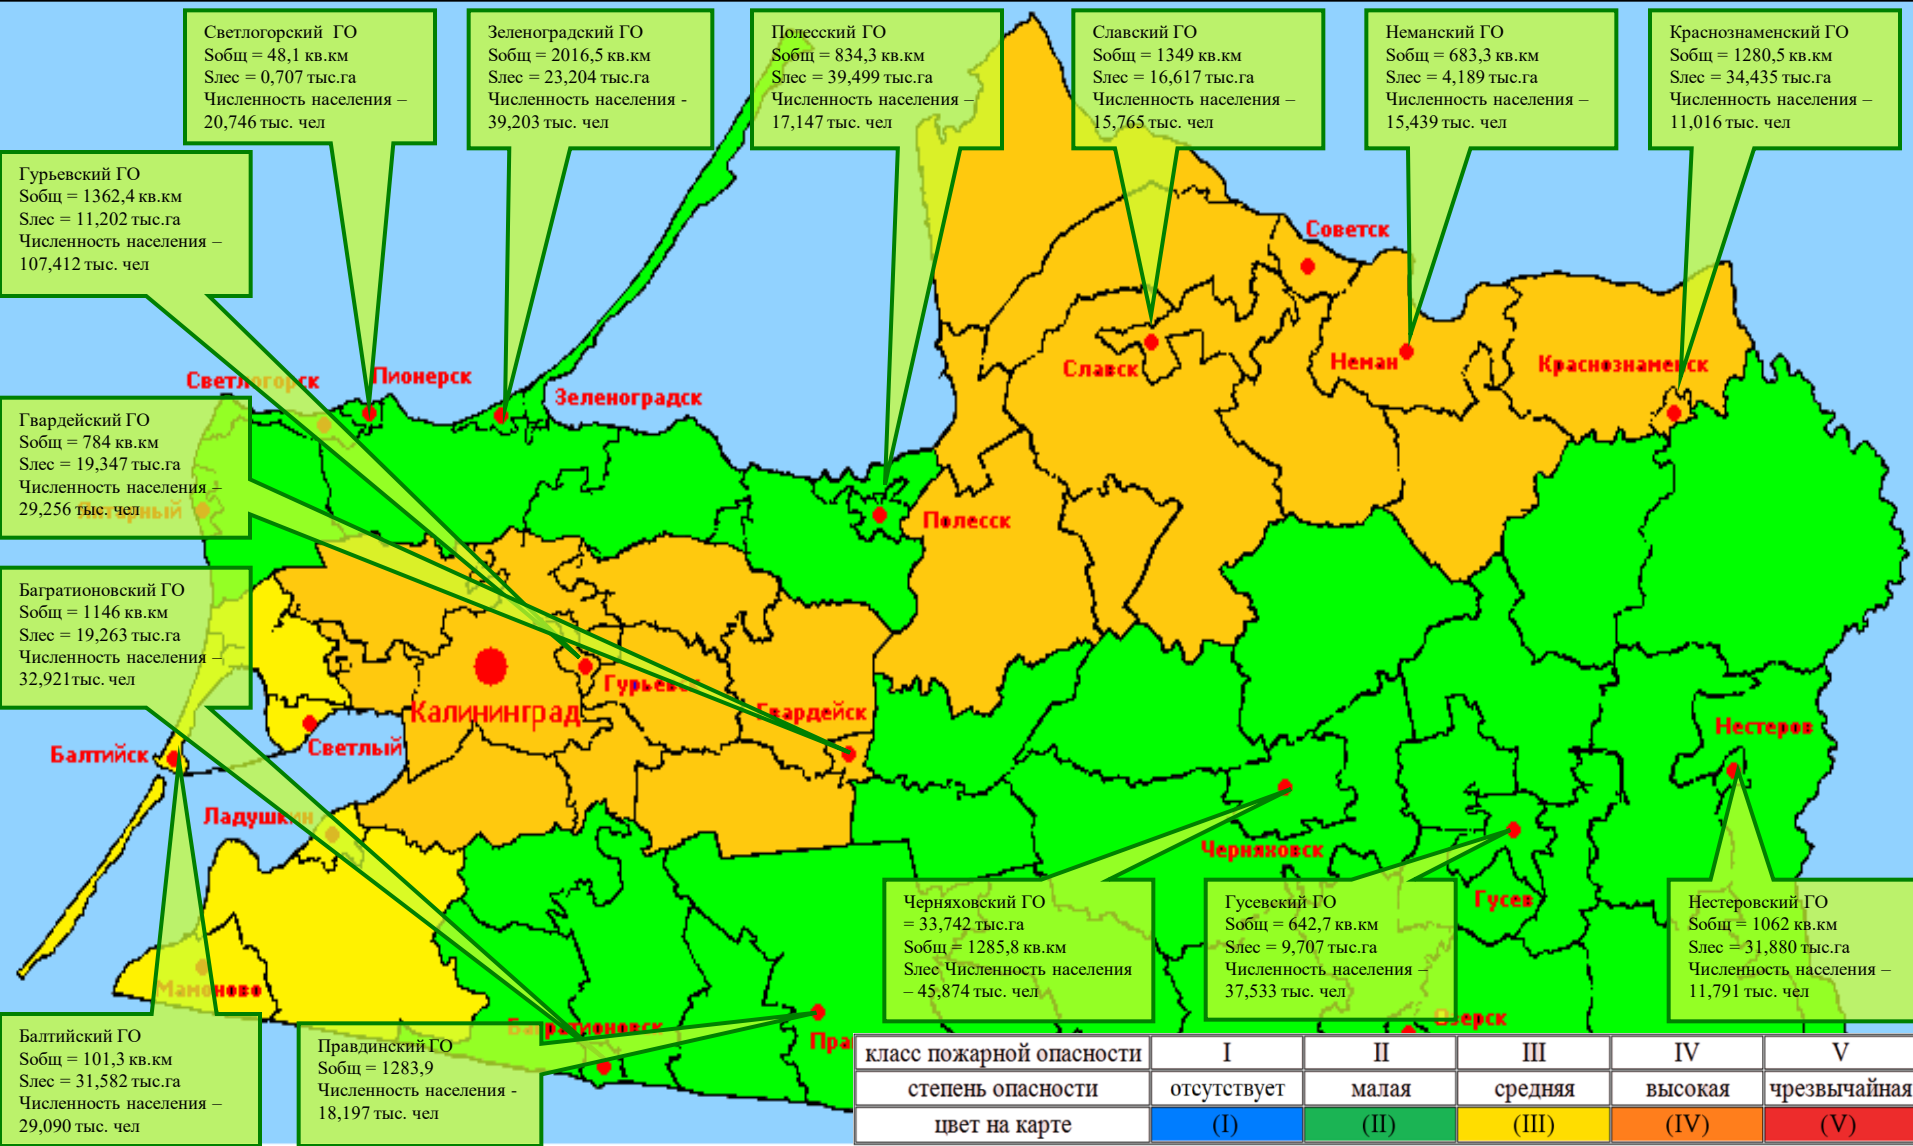 Светлогорский ГО
Sобщ = 48,1 кв.км
Sлес = 0,707 тыс.га
Численность населения –
20,746 тыс. чел
Зеленоградский ГО
Sобщ = 2016,5 кв.км
Sлес = 23,204 тыс.га
Численность населения -
39,203 тыс. чел
Полесский ГО
Sобщ = 834,3 кв.км
Sлес = 39,499 тыс.га
Численность населения –
17,147 тыс. чел
Славский ГО
Sобщ = 1349 кв.км
Sлес = 16,617 тыс.га
Численность населения –
15,765 тыс. чел
Неманский ГО
Sобщ = 683,3 кв.км
Sлес = 4,189 тыс.га
Численность населения –
15,439 тыс. чел
Краснознаменский ГО
Sобщ = 1280,5 кв.км
Sлес = 34,435 тыс.га
Численность населения –
11,016 тыс. чел
Гурьевский ГО
Sобщ = 1362,4 кв.км
Sлес = 11,202 тыс.га
Численность населения –
107,412 тыс. чел
Советск
Светлогорск
Пионерск
Зеленоградск
Славск
Неман
Краснознаменск
Гвардейский ГО
Sобщ = 784 кв.км
Sлес = 19,347 тыс.га
Численность населения –
29,256 тыс. чел
Янтарный
Полесск
Багратионовский ГО
Sобщ = 1146 кв.км
Sлес = 19,263 тыс.га
Численность населения –
32,921тыс. чел
Гурьевск
Калининград
Гвардейск
Нестеров
Балтийск
Светлый
Ладушкин
Черняховск
Гусев
Мамоново
Багратионовск
Озерск
Пра
Черняховский ГО
= 33,742 тыс.га
Sобщ = 1285,8 кв.км
Sлес Численность населения
– 45,874 тыс. чел
Гусевский ГО
Sобщ = 642,7 кв.км
Sлес = 9,707 тыс.га
Численность населения –
37,533 тыс. чел
Нестеровский ГО
Sобщ = 1062 кв.км
Sлес = 31,880 тыс.га
Численность населения –
11,791 тыс. чел
Балтийский ГО
Sобщ = 101,3 кв.км
Sлес = 31,582 тыс.га
Численность населения –
29,090 тыс. чел
Правдинский ГО
Sобщ = 1283,9
Численность населения -
18,197 тыс. чел
класс пожарной опасности I II III IV V
степень опасности отсутствует малая средняя высокая чрезвычайная
цвет на карте (I) (II) (III) (IV) (V)